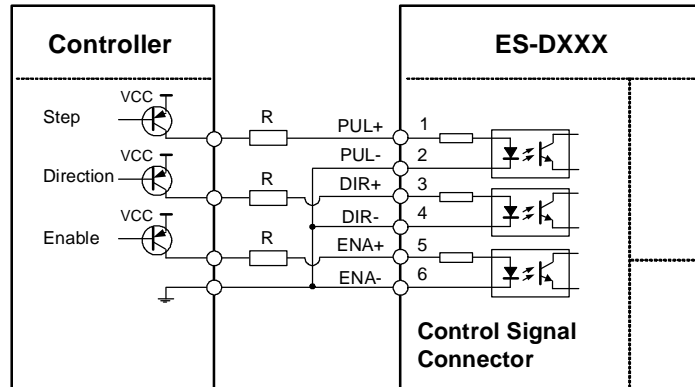 Controller
ES-DXXX
VCC
Step
R
PUL+
1
PUL-
2
VCC
Direction
R
DIR+
3
DIR-
4
VCC
Enable
R
ENA+
5
ENA-
6
Control Signal
Connector